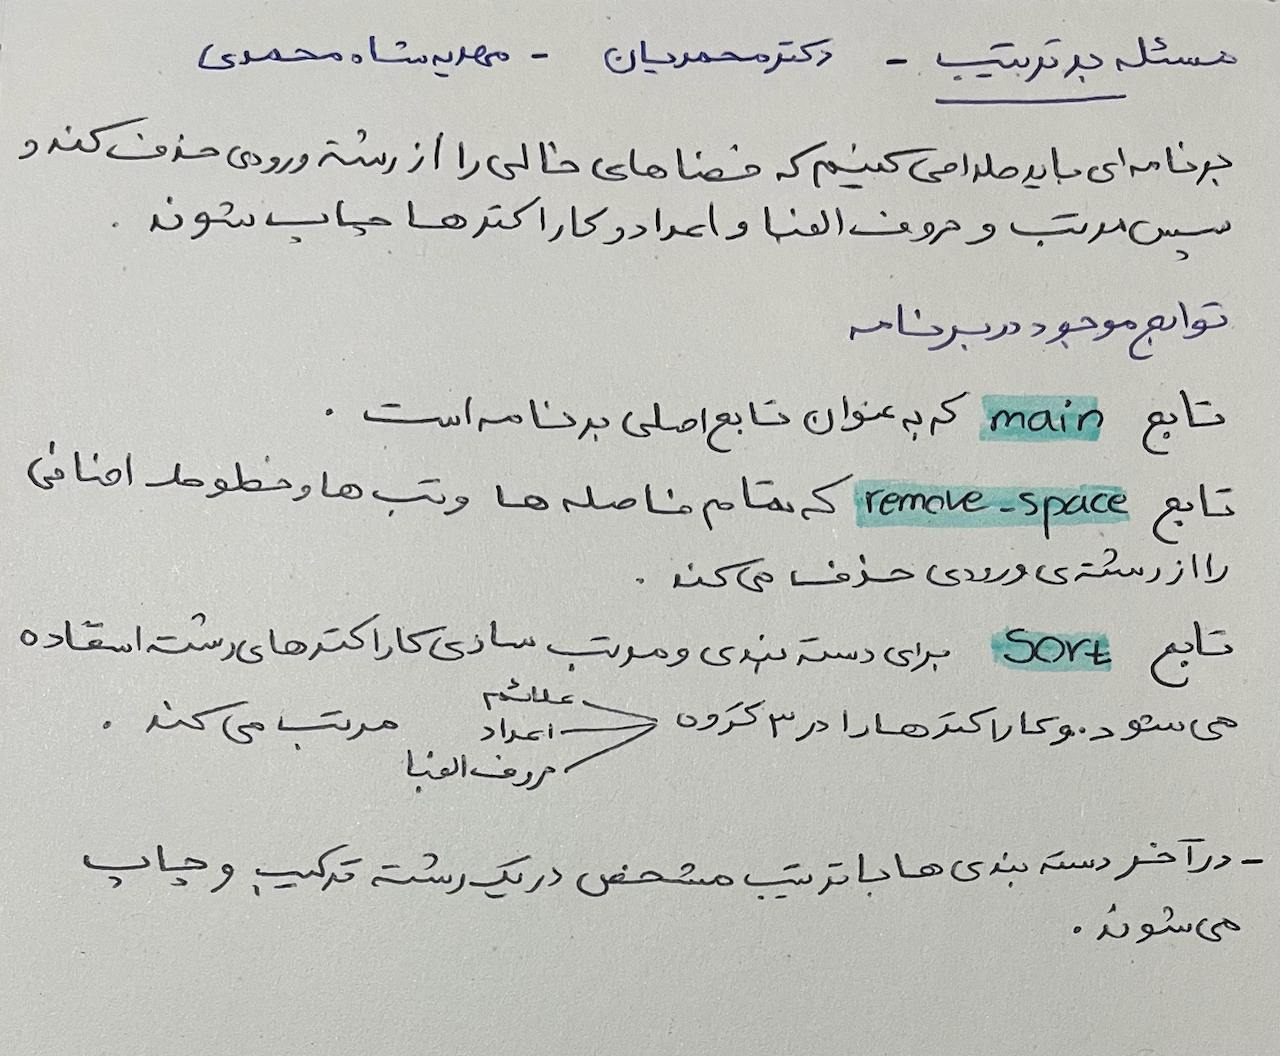 مسئله بد ترتیب - دکتر محمدیان - مهدیه شاه محمدی
برنامه ای باید طراحی کنیم که فضاهای خالی را از رشته ورودی حذف کند و
سپس مرتب و حروف الفبا و اعداد و کاراکترها چاپ شوند .
توابع موجود در برنامه
تابع main که به عنوان تابع اصلی برنامه است .
تابع remove_space که تمام فاصله ها و تب ها و خطوط اضافی
را از رشته ی ورودی حذف می کند .
تابع Sort برای دسته بندی و مرتب سازی کاراکترهای رشته استفاده
می شود . و کاراکترها را در ۳ گروه علائم اعداد حروف الفبا مرتب می کند .
- در آخر دسته بندی ها با ترتیب مشخص در یک رشته ترکیب و چاپ
می شوند .